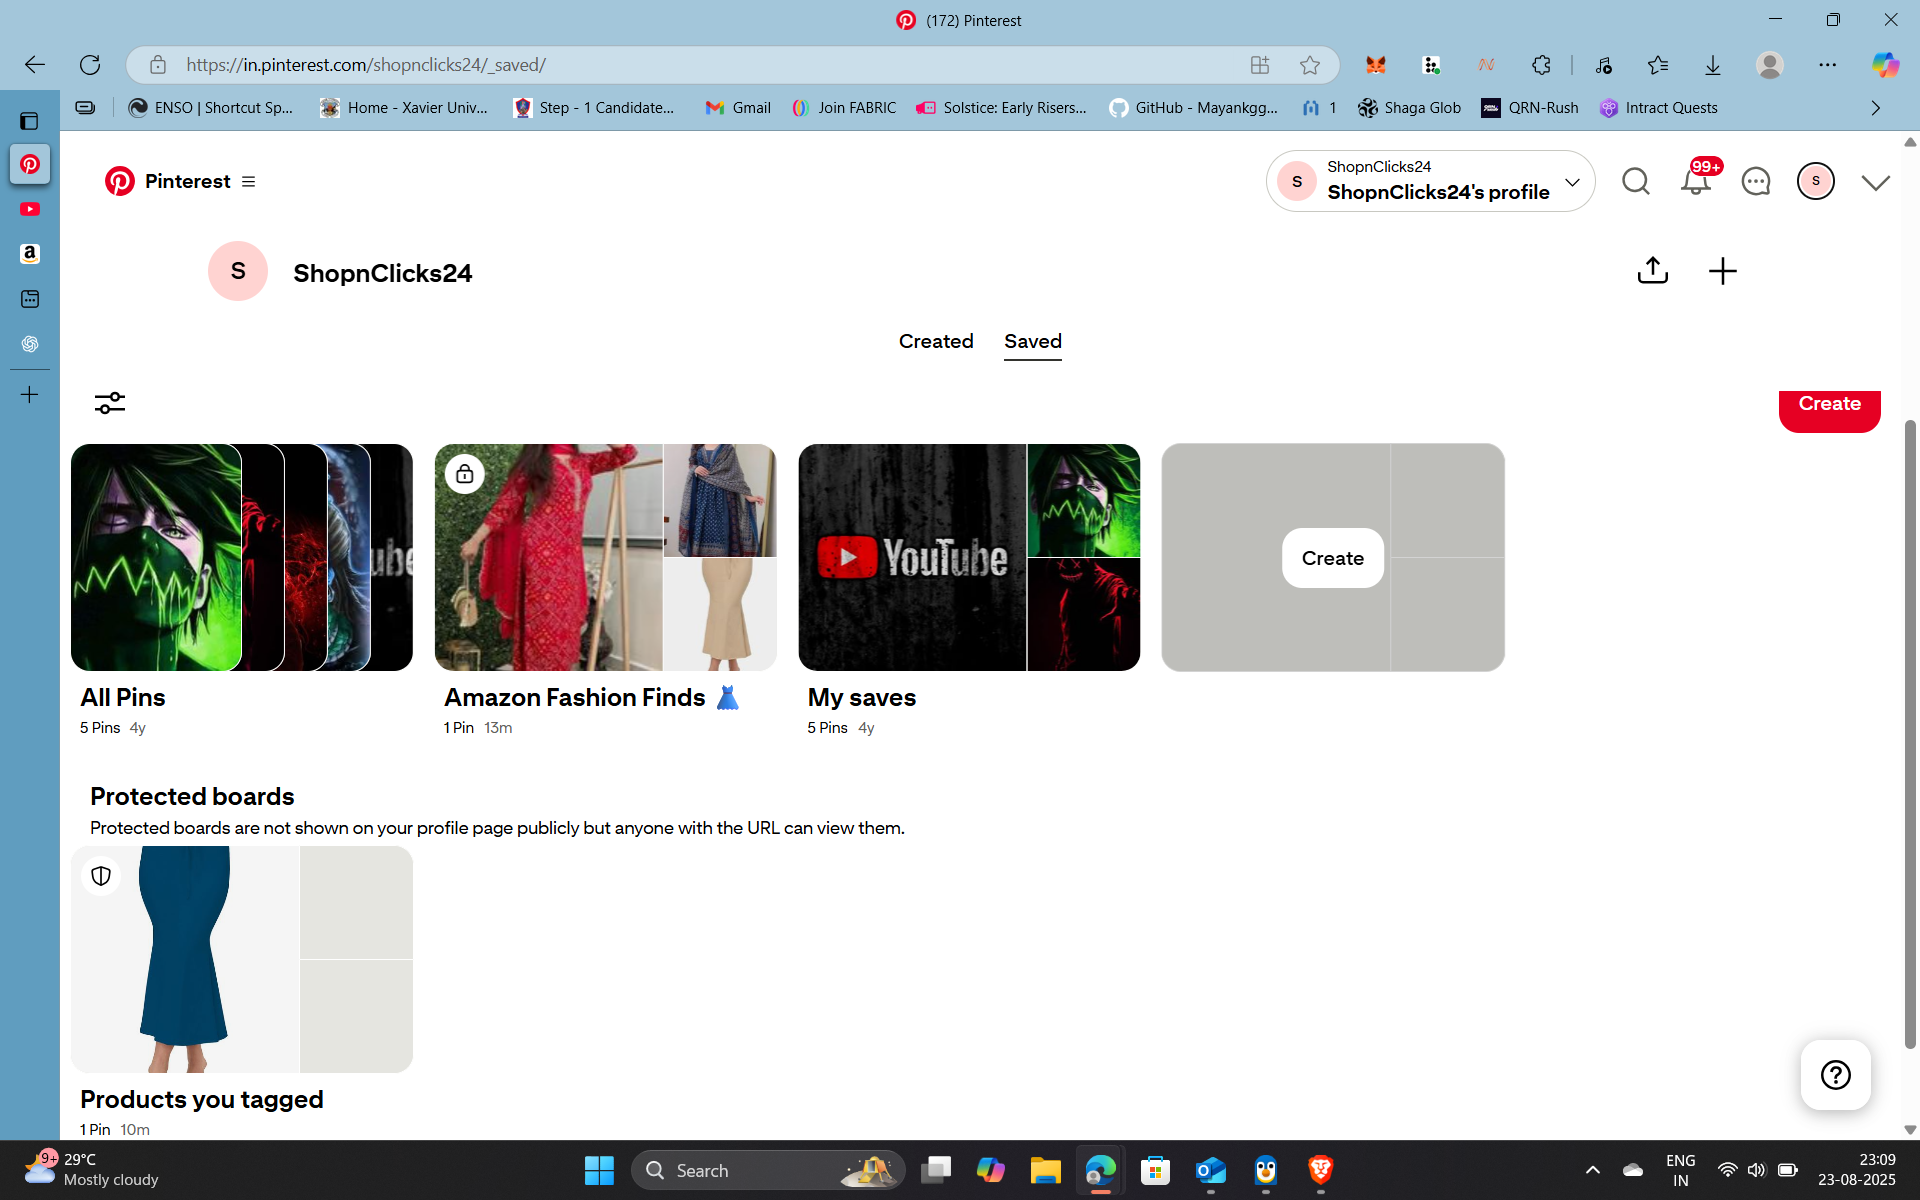 (172) Pinterest
https://in.pinterest.com/shopnclicks24/_saved/
ENSO | Shortcut Sp...
Home - Xavier Univ...
Step - 1 Candidate...
Gmail
Join FABRIC
Solstice: Early Risers...
GitHub - Mayankgg...
1
Shaga Glob
QRN-Rush
Intract Quests
Pinterest
S
ShopnClicks24
ShopnClicks24's profile
99+
S
S
ShopnClicks24
Created
Saved
Create
YouTube
Create
All Pins
5 Pins 4y
Amazon Fashion Finds 👗
1 Pin 13m
My saves
5 Pins 4y
Protected boards
Protected boards are not shown on your profile page publicly but anyone with the URL can view them.
Products you tagged
1 Pin 10m
9+
29°C
Mostly cloudy
Search
ENG
IN
23:09
23-08-2025